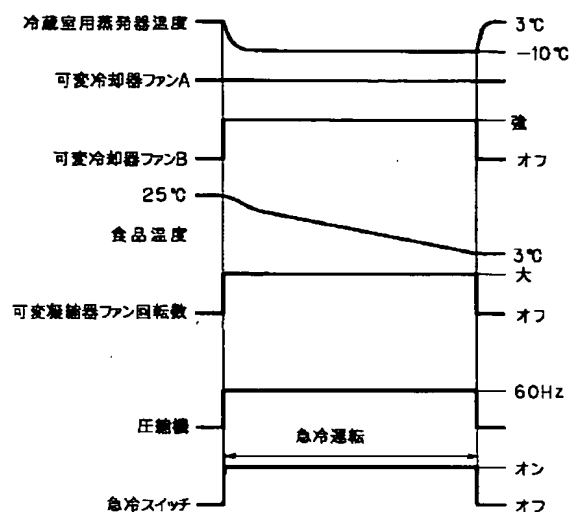 冷蔵室用蒸発器温度
3℃
−10℃
可変冷却器ファンA
強
可変冷却器ファンB
オフ
25℃
食品温度
3℃
大
可変凝縮器ファン回転数
オフ
60Hz
圧縮機
急冷運転
オン
急冷スイッチ
オフ